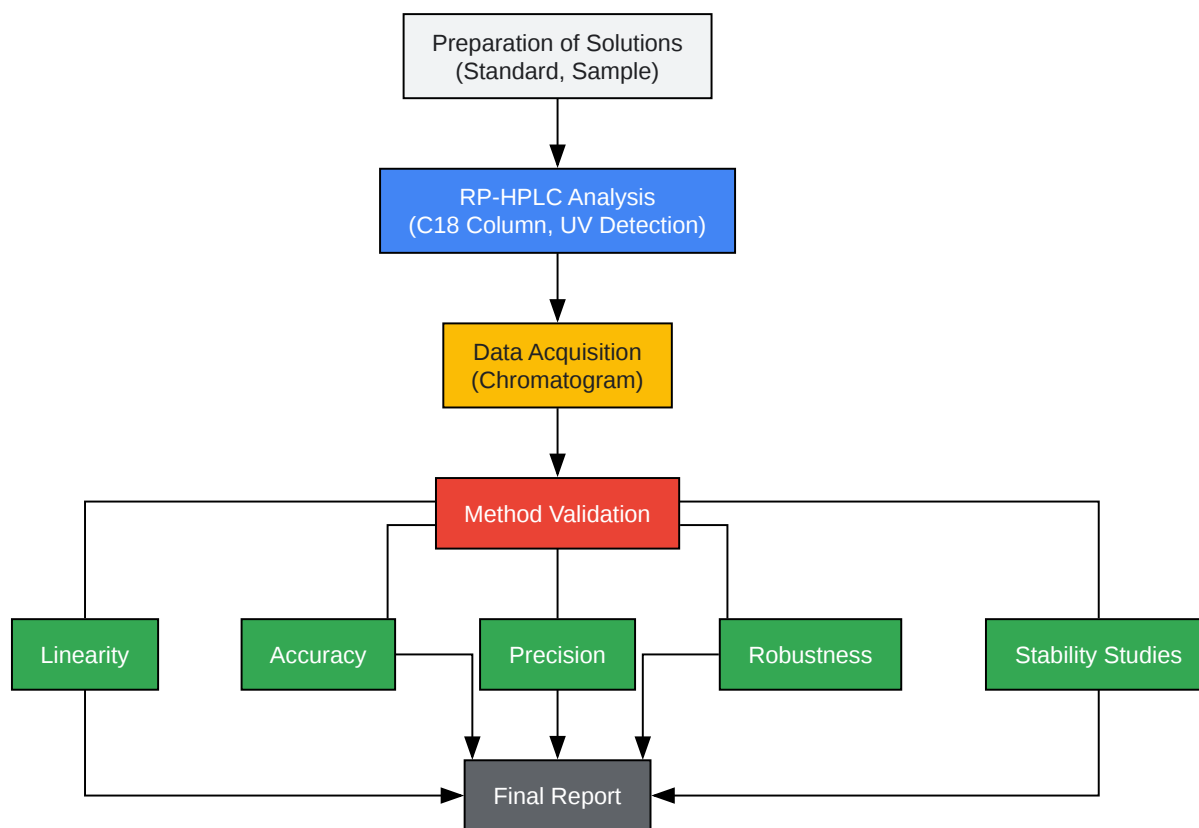 Preparation of Solutions
(Standard, Sample)
RP-HPLC Analysis
(C18 Column, UV Detection)
Data Acquisition
(Chromatogram)
Method Validation
Linearity
Accuracy
Precision
Robustness
Stability Studies
Final Report